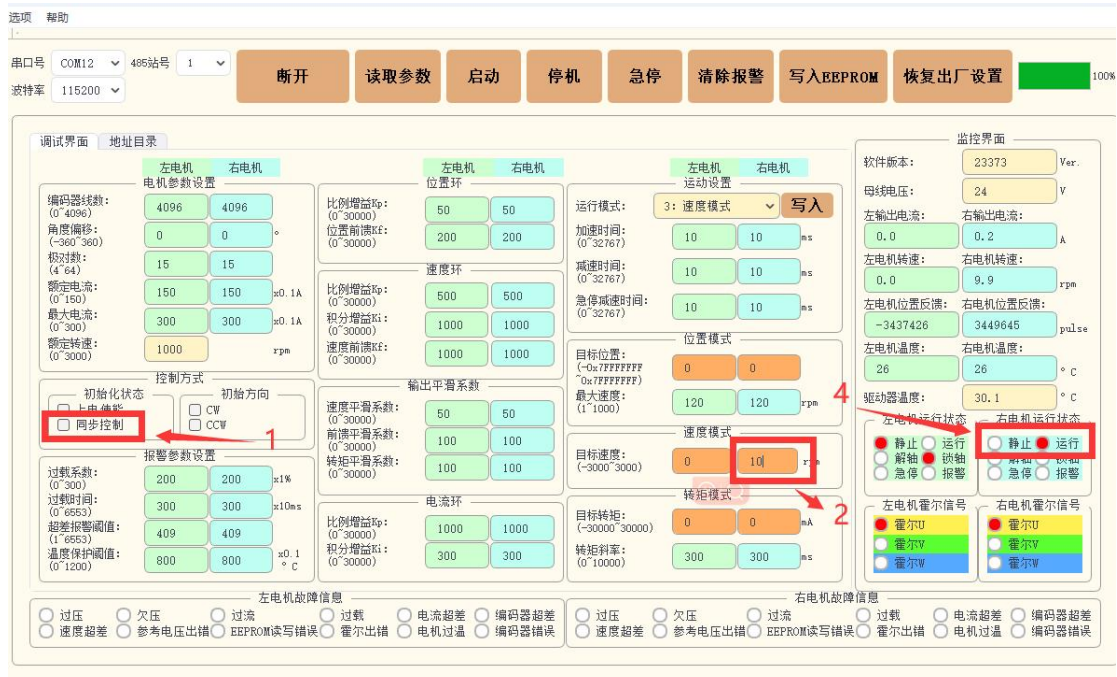 选项 帮助
串口号 COM12 485站号 1
波特率 115200
断开 读取参数 启动 停机 急停 清除报警 写入EEPROM 恢复出厂设置 100%
调试界面 地址目录
左电机 右电机
电机参数设置
编码器线数: (0~4096) 4096 4096
角度偏移: (-360~360) 0 0 °
极对数: (4~64) 15 15
额定电流: (0~150) 150 150 x0.1A
最大电流: (0~300) 300 300 x0.1A
额定转速: (0~3000) 1000 rpm
控制方式
初始化状态 初始方向
上电使能 CW
同步控制 CCW
1
报警参数设置
过载系数: (0~300) 200 200 x1%
过载时间: (0~6553) 300 300 x10ms
超差报警阈值: (1~6553) 409 409
温度保护阈值: (0~1200) 800 800 x0.1 °C
左电机 右电机
位置环
比例增益Kp: (0~30000) 50 50
位置前馈Kf: (0~30000) 200 200
速度环
比例增益Kp: (0~30000) 500 500
积分增益Ki: (0~30000) 1000 1000
速度前馈Kf: (0~30000) 1000 1000
输出平滑系数
速度平滑系数: (0~30000) 50 50
前馈平滑系数: (0~30000) 100 100
转矩平滑系数: (0~30000) 100 100
电流环
比例增益Kp: (0~30000) 1000 1000
积分增益Ki: (0~30000) 300 300
左电机 右电机
运动设置
运行模式: 3: 速度模式 写入
加速时间: (0~32767) 10 10 ms
减速时间: (0~32767) 10 10 ms
急停减速时间: (0~32767) 10 10 ms
位置模式
目标位置: (-0x7FFFFFFF ~0x7FFFFFFF) 0 0
最大速度: (1~1000) 120 120 rpm
速度模式
目标速度: (-3000~3000) 0 10 rpm
2
转矩模式
目标转矩: (-30000~30000) 0 0 mA
转矩斜率: (0~10000) 300 300 ms
监控界面
软件版本: 23373 Ver.
母线电压: 24 V
左输出电流: 右输出电流:
0.0 0.2 A
左电机转速: 右电机转速:
0.0 9.9 rpm
左电机位置反馈: 右电机位置反馈:
-3437426 3449645 pulse
左电机温度: 右电机温度:
26 26 °C
驱动器温度: 30.1 °C
4
左电机运行状态 右电机运行状态
静止 运行 静止 运行
解轴 锁轴 解轴 锁轴
急停 报警 急停 报警
左电机霍尔信号 右电机霍尔信号
霍尔U 霍尔U
霍尔V 霍尔V
霍尔W 霍尔W
左电机故障信息
过压 欠压 过流 过载 电流超差 编码器超差
速度超差 参考电压出错 EEPROM读写错误 霍尔出错 电机过温 编码器错误
右电机故障信息
过压 欠压 过流 过载 电流超差 编码器超差
速度超差 参考电压出错 EEPROM读写错误 霍尔出错 电机过温 编码器错误